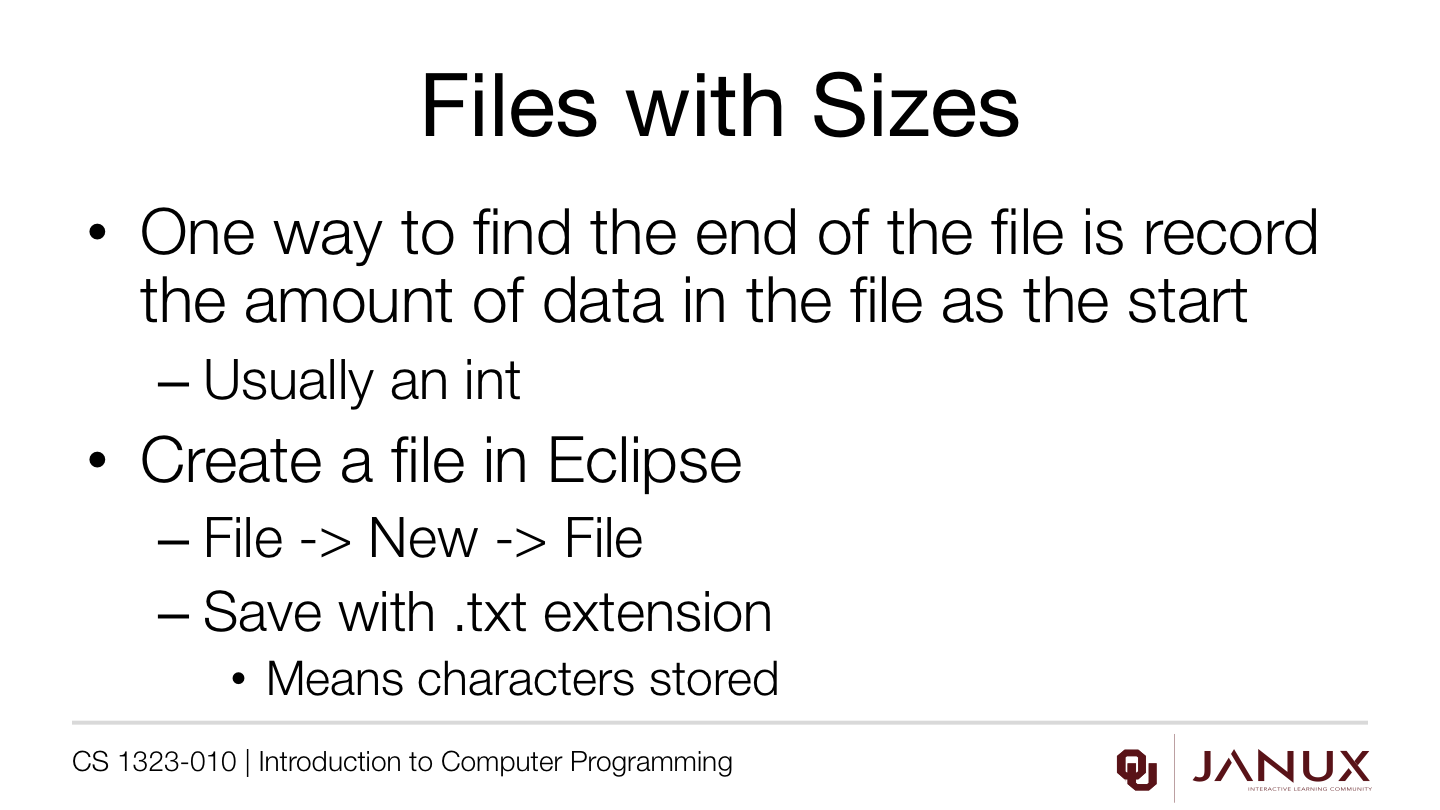 Files with Sizes
• One way to find the end of the file is record
the amount of data in the file as the start
– Usually an int
• Create a file in Eclipse
– File -> New -> File
– Save with .txt extension
• Means characters stored
CS 1323-010 | Introduction to Computer Programming
OU
JANUX
INTERACTIVE LEARNING COMMUNITY